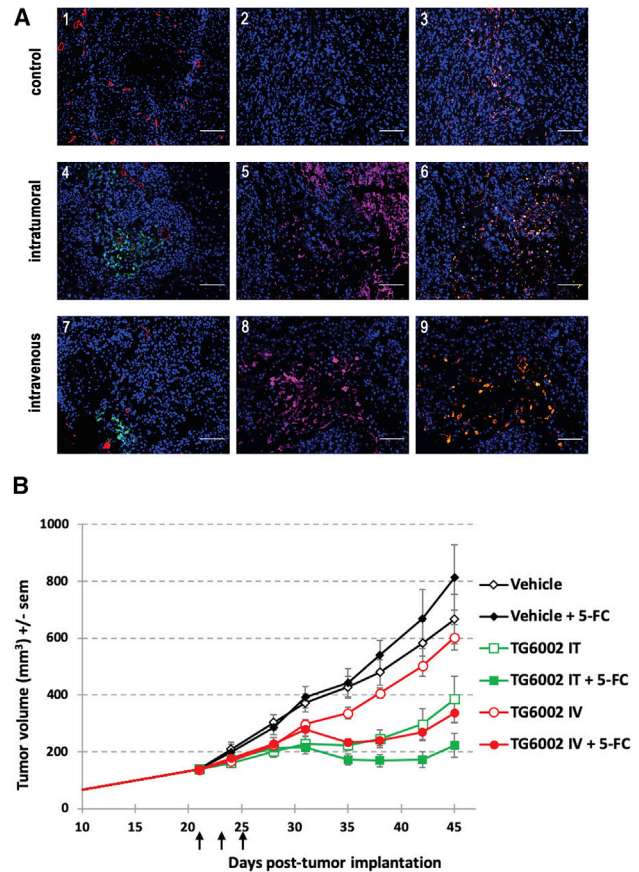 A
control
1
2
3
intratumoral
4
5
6
intravenous
7
8
9
B
Tumor volume (mm³) +/- sem
1000
800
600
400
200
0
10
15
20
25
30
35
40
45
Days post-tumor implantation
Vehicle
Vehicle + 5-FC
TG6002 IT
TG6002 IT + 5-FC
TG6002 IV
TG6002 IV + 5-FC